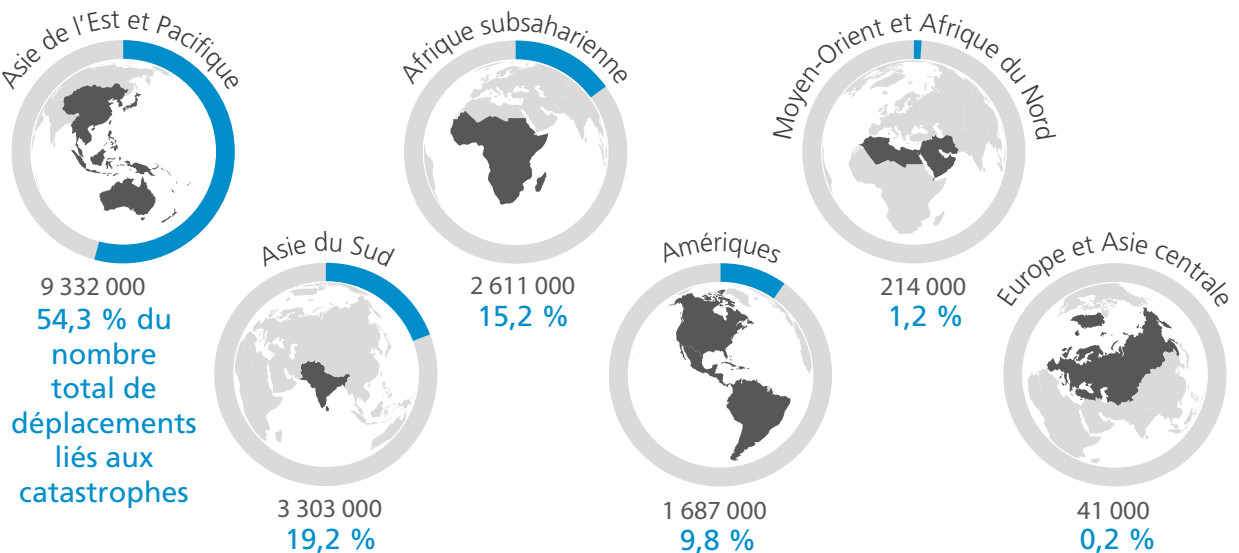 Asie de l'Est et Pacifique
9 332 000
54,3 % du
nombre
total de
déplacements
liés aux
catastrophes
Asie du Sud
3 303 000
19,2 %
Afrique subsaharienne
2 611 000
15,2 %
Amériques
1 687 000
9,8 %
Moyen-Orient et Afrique du Nord
214 000
1,2 %
Europe et Asie centrale
41 000
0,2 %